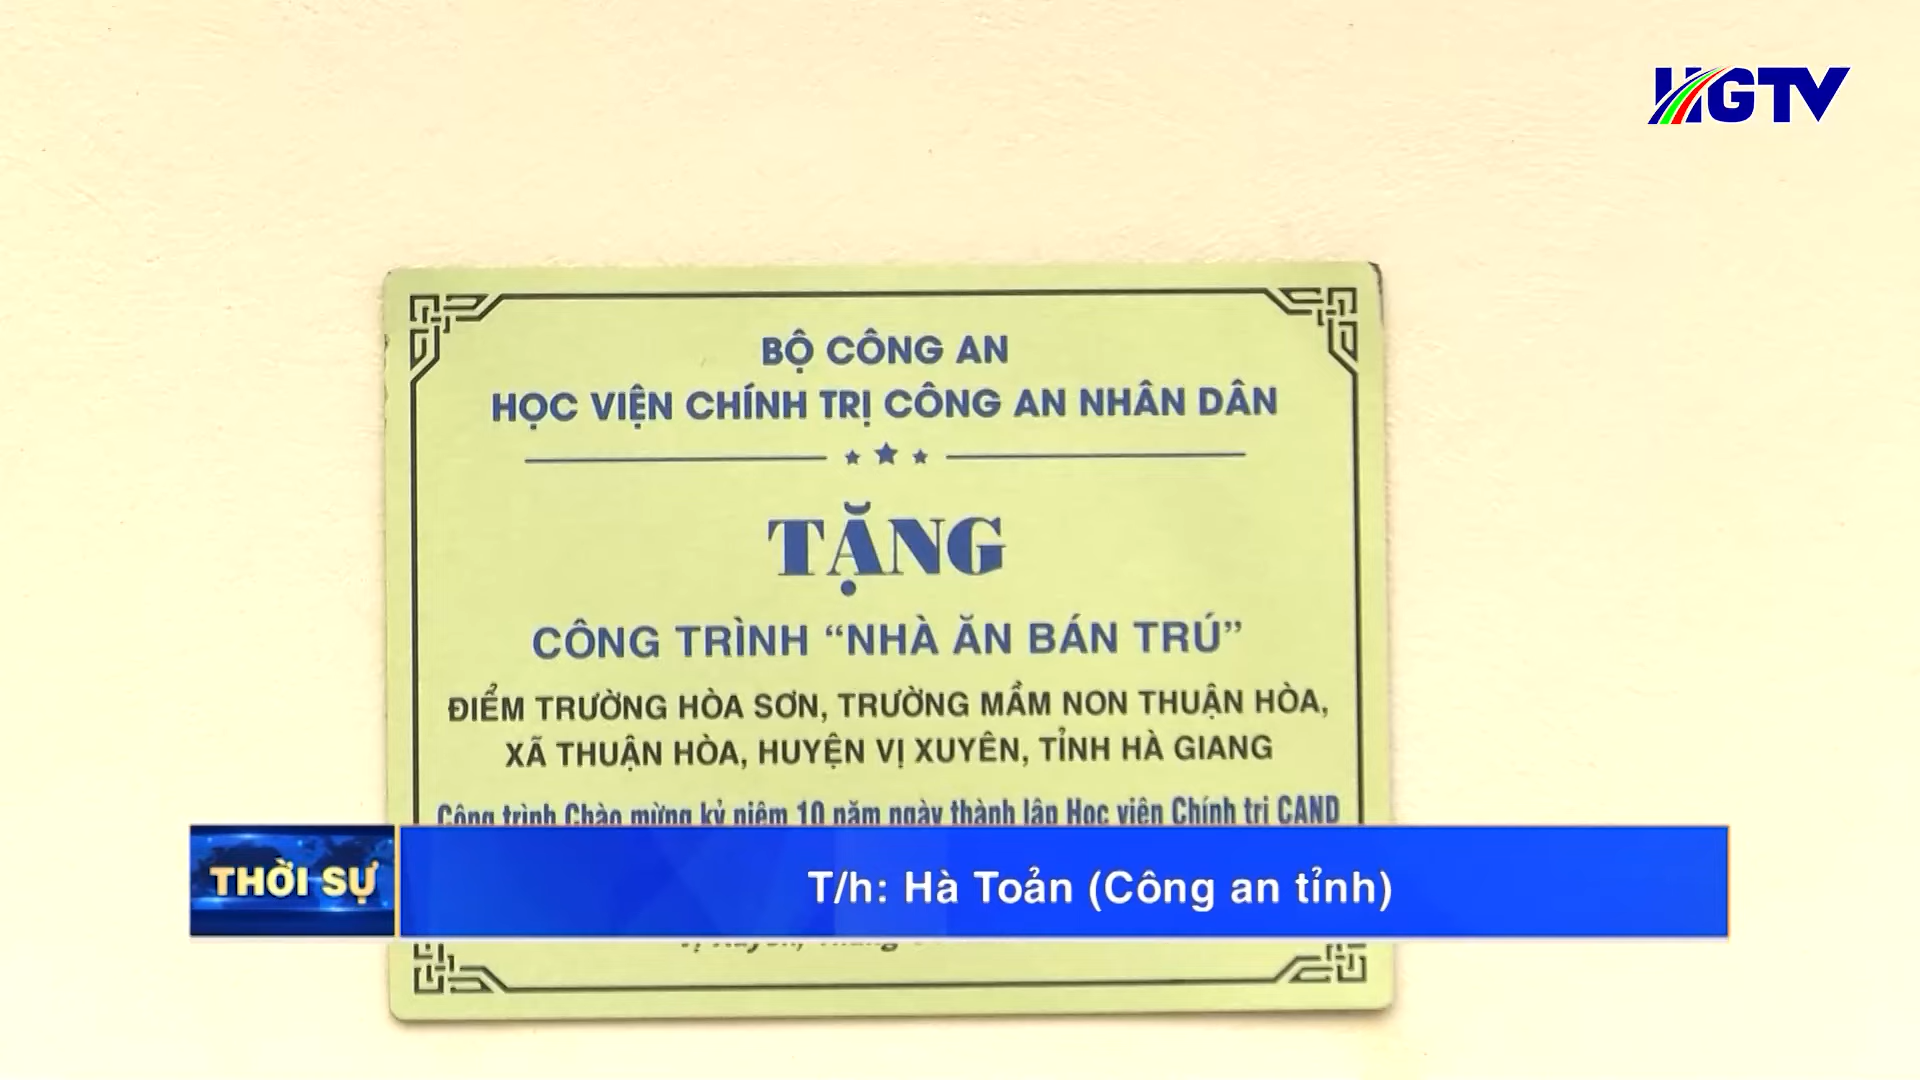 HGTV
BỘ CÔNG AN
HỌC VIỆN CHÍNH TRỊ CÔNG AN NHÂN DÂN
TẶNG
CÔNG TRÌNH “NHÀ ĂN BÁN TRÚ”
ĐIỂM TRƯỜNG HÒA SƠN, TRƯỜNG MẦM NON THUẬN HÒA,
XÃ THUẬN HÒA, HUYỆN VỊ XUYÊN, TỈNH HÀ GIANG
Công trình Chào mừng kỷ niệm 10 năm ngày thành lập Học viện Chính trị CAND
THỜI SỰ
T/h: Hà Toản (Công an tỉnh)